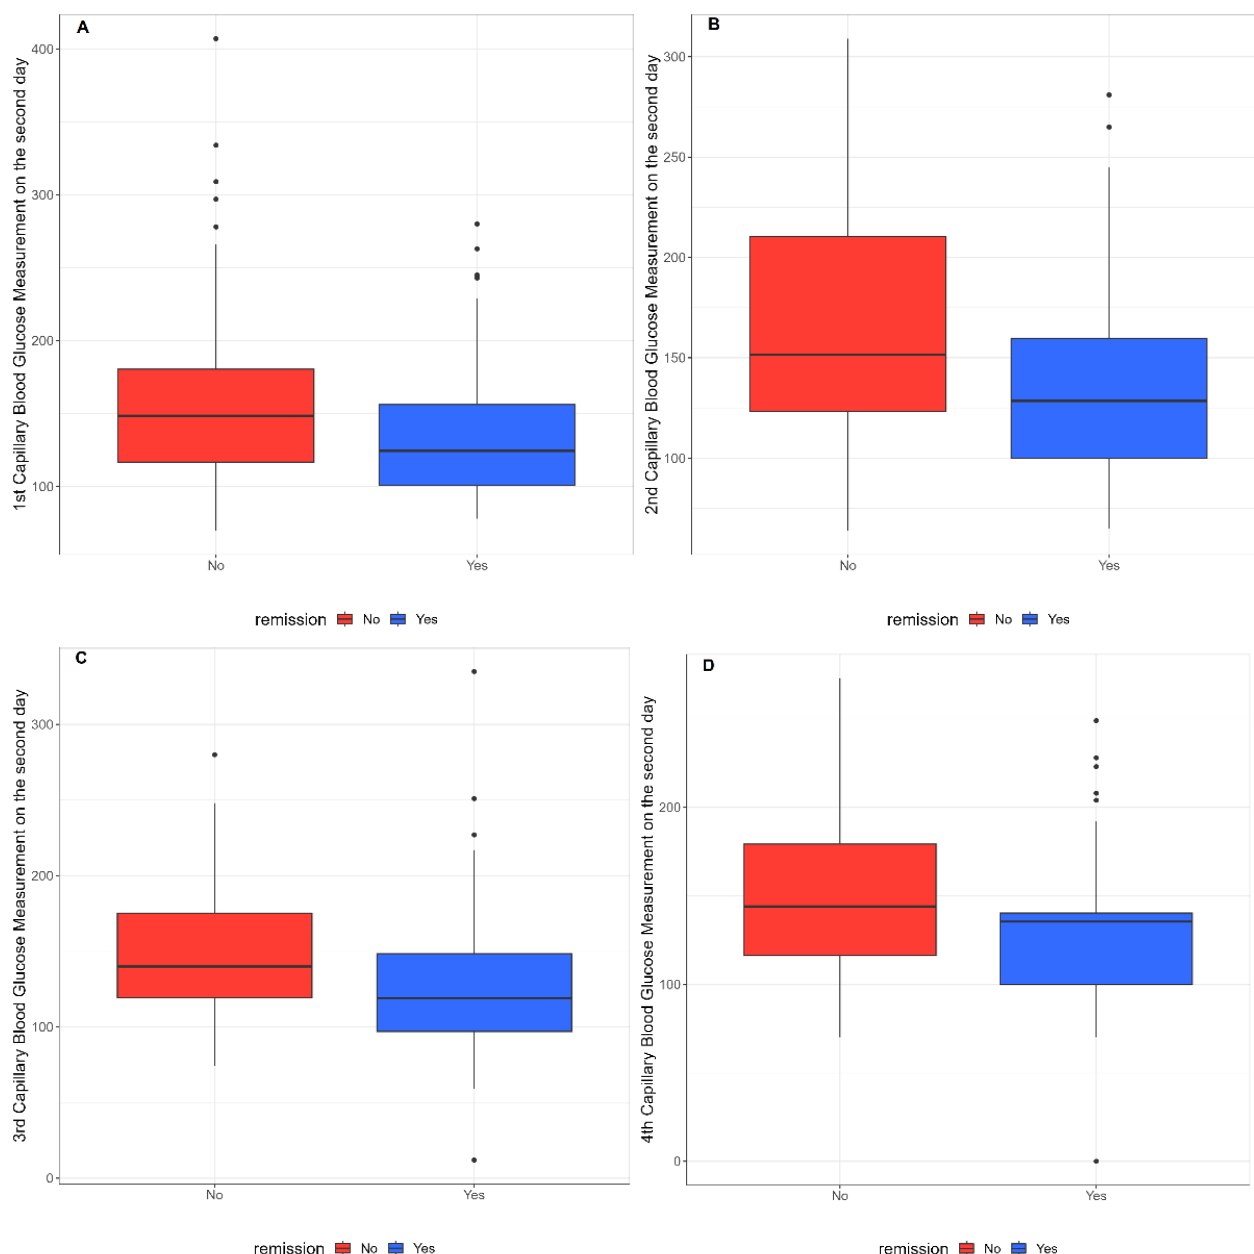 A
1st Capillary Blood Glucose Measurement on the second day
400
300
200
100
No
Yes
remission No Yes
B
2nd Capillary Blood Glucose Measurement on the second day
300
250
200
150
100
No
Yes
remission No Yes
C
3rd Capillary Blood Glucose Measurement on the second day
300
200
100
0
No
Yes
remission No Yes
D
4th Capillary Blood Glucose Measurement on the second day
200
100
0
No
Yes
remission No Yes